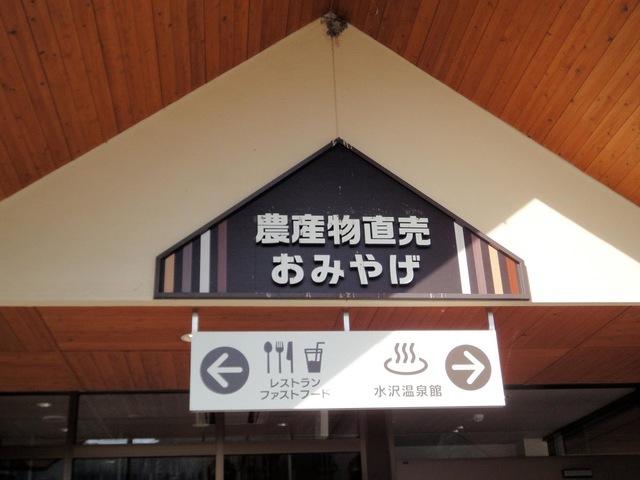 農産物直売
おみやげ
レストラン
ファストフード
水沢温泉館